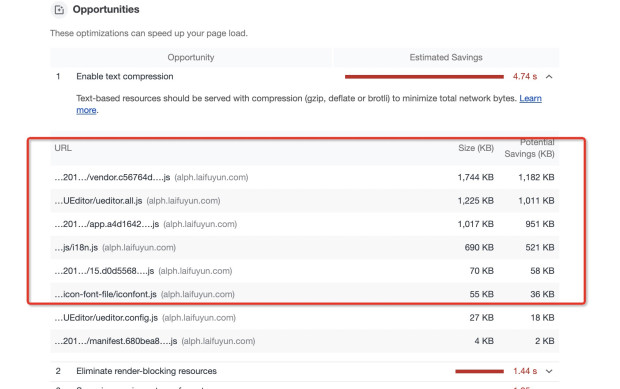 Opportunities
These optimizations can speed up your page load.
Opportunity Estimated Savings
1 Enable text compression 4.74 s
Text-based resources should be served with compression (gzip, deflate or brotli) to minimize total network bytes. Learn
more.
URL Size (KB) Potential
Savings (KB)
...201.../vendor.c56764d....js (alph.laifuyun.com) 1,744 KB 1,182 KB
...UEditor/ueditor.all.js (alph.laifuyun.com) 1,225 KB 1,011 KB
...201.../app.a4d1642....js (alph.laifuyun.com) 1,017 KB 951 KB
...js/i18n.js (alph.laifuyun.com) 690 KB 521 KB
...201.../15.d0d5568....js (alph.laifuyun.com) 70 KB 58 KB
...icon-font-file/iconfont.js (alph.laifuyun.com) 55 KB 36 KB
...UEditor/ueditor.config.js (alph.laifuyun.com) 27 KB 18 KB
...201.../manifest.680bea8....js (alph.laifuyun.com) 4 KB 2 KB
2 Eliminate render-blocking resources 1.44 s